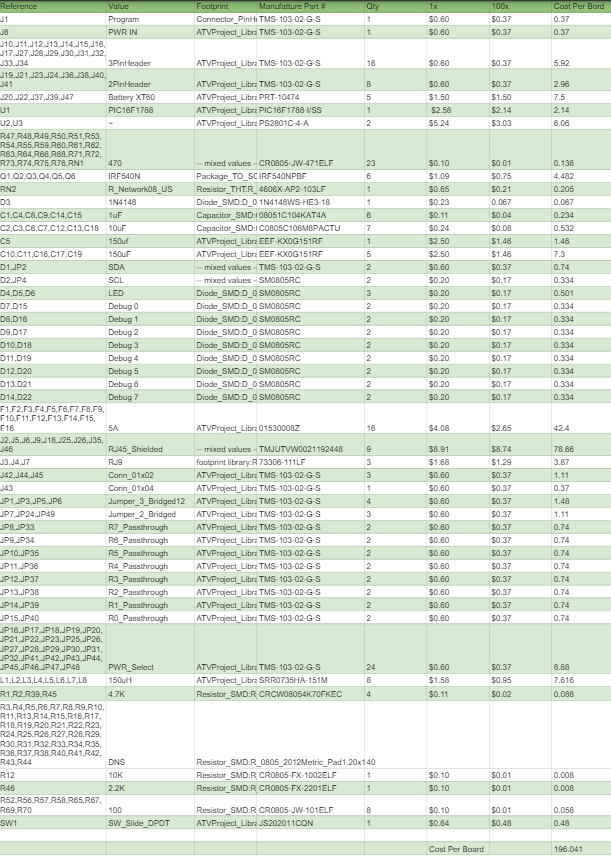 Reference Value Footprint Manufatture Part # Qty 1x 100x Cost Per Bord
J1 Program Connector_PinH TMS-103-02-G-S 1 $0.60 $0.37 0.37
J8 PWR IN ATVProject_Libra TMS-103-02-G-S 1 $0.60 $0.37 0.37
J10,J11,J12,J13,J14,J15,J16,
J17,J27,J28,J29,J30,J31,J32,
J33,J34 3PinHeader ATVProject_Libra TMS-103-02-G-S 16 $0.60 $0.37 5.92
J19,J21,J23,J24,J36,J38,J40,
J41 2PinHeader ATVProject_Libra TMS-103-02-G-S 8 $0.60 $0.37 2.96
J20,J22,J37,J39,J47 Battery XT60 ATVProject_Libra PRT-10474 5 $1.50 $1.50 7.5
U1 PIC16F1788 ATVProject_Libra PIC16F1788-I/SS 1 $2.58 $2.14 2.14
U2,U3 ~ ATVProject_Libra PS2801C-4-A 2 $5.24 $3.03 6.06
R47,R48,R49,R50,R51,R53,
R54,R55,R59,R60,R61,R62,
R63,R64,R66,R68,R71,R72,
R73,R74,R75,R76,RN1 470 -- mixed values -- CR0805-JW-471ELF 23 $0.10 $0.01 0.138
Q1,Q2,Q3,Q4,Q5,Q6 IRF540N Package_TO_SO IRF540NPBF 6 $1.09 $0.75 4.482
RN2 R_Network08_US Resistor_THT:R_ 4606X-AP2-103LF 1 $0.65 $0.21 0.205
D3 1N4148 Diode_SMD:D_0 1N4148WS-HE3-18 1 $0.23 0.067 0.067
C1,C4,C8,C9,C14,C15 1uF Capacitor_SMD:C 08051C104KAT4A 6 $0.11 $0.04 0.234
C2,C3,C6,C7,C12,C13,C18 10uF Capacitor_SMD:C C0805C106M8PACTU 7 $0.24 $0.08 0.532
C5 150uf ATVProject_Libra EEF-KX0G151RF 1 $2.50 $1.46 1.46
C10,C11,C16,C17,C19 150uF ATVProject_Libra EEF-KX0G151RF 5 $2.50 $1.46 7.3
D1,JP2 SDA -- mixed values -- TMS-103-02-G-S 2 $0.60 $0.37 0.74
D2,JP4 SCL -- mixed values -- SM0805RC 2 $0.20 $0.17 0.334
D4,D5,D6 LED Diode_SMD:D_0 SM0805RC 3 $0.20 $0.17 0.501
D7,D15 Debug 0 Diode_SMD:D_0 SM0805RC 2 $0.20 $0.17 0.334
D8,D16 Debug 1 Diode_SMD:D_0 SM0805RC 2 $0.20 $0.17 0.334
D9,D17 Debug 2 Diode_SMD:D_0 SM0805RC 2 $0.20 $0.17 0.334
D10,D18 Debug 3 Diode_SMD:D_0 SM0805RC 2 $0.20 $0.17 0.334
D11,D19 Debug 4 Diode_SMD:D_0 SM0805RC 2 $0.20 $0.17 0.334
D12,D20 Debug 5 Diode_SMD:D_0 SM0805RC 2 $0.20 $0.17 0.334
D13,D21 Debug 6 Diode_SMD:D_0 SM0805RC 2 $0.20 $0.17 0.334
D14,D22 Debug 7 Diode_SMD:D_0 SM0805RC 2 $0.20 $0.17 0.334
F1,F2,F3,F4,F5,F6,F7,F8,F9,
F10,F11,F12,F13,F14,F15,
F16 5A ATVProject_Libra 01530008Z 16 $4.08 $2.65 42.4
J2,J5,J6,J9,J18,J25,J26,J35,
J46 RJ45_Shielded -- mixed values -- TMJUTVW0021192448 9 $8.91 $8.74 78.66
J3,J4,J7 RJ9 footprint library:R 73306-111LF 3 $1.68 $1.29 3.87
J42,J44,J45 Conn_01x02 ATVProject_Libra TMS-103-02-G-S 3 $0.60 $0.37 1.11
J43 Conn_01x04 ATVProject_Libra TMS-103-02-G-S 1 $0.60 $0.37 0.37
JP1,JP3,JP5,JP6 Jumper_3_Bridged12 ATVProject_Libra TMS-103-02-G-S 4 $0.60 $0.37 1.48
JP7,JP24,JP49 Jumper_2_Bridged ATVProject_Libra TMS-103-02-G-S 3 $0.60 $0.37 1.11
JP8,JP33 R7_Passthrough ATVProject_Libra TMS-103-02-G-S 2 $0.60 $0.37 0.74
JP9,JP34 R6_Passthrough ATVProject_Libra TMS-103-02-G-S 2 $0.60 $0.37 0.74
JP10,JP35 R5_Passthrough ATVProject_Libra TMS-103-02-G-S 2 $0.60 $0.37 0.74
JP11,JP36 R4_Passthrough ATVProject_Libra TMS-103-02-G-S 2 $0.60 $0.37 0.74
JP12,JP37 R3_Passthrough ATVProject_Libra TMS-103-02-G-S 2 $0.60 $0.37 0.74
JP13,JP38 R2_Passthrough ATVProject_Libra TMS-103-02-G-S 2 $0.60 $0.37 0.74
JP14,JP39 R1_Passthrough ATVProject_Libra TMS-103-02-G-S 2 $0.60 $0.37 0.74
JP15,JP40 R0_Passthrough ATVProject_Libra TMS-103-02-G-S 2 $0.60 $0.37 0.74
JP16,JP17,JP18,JP19,JP20,
JP21,JP22,JP23,JP25,JP26,
JP27,JP28,JP29,JP30,JP31,
JP32,JP41,JP42,JP43,JP44,
JP45,JP46,JP47,JP48 PWR_Select ATVProject_Libra TMS-103-02-G-S 24 $0.60 $0.37 8.88
L1,L2,L3,L4,L5,L6,L7,L8 150uH ATVProject_Libra SRR0735HA-151M 8 $1.58 $0.95 7.616
R1,R2,R39,R45 4.7K Resistor_SMD:R_ CRCW08054K70FKEC 4 $0.11 $0.02 0.088
R3,R4,R5,R6,R7,R8,R9,R10,
R11,R13,R14,R15,R16,R17,
R18,R19,R20,R21,R22,R23,
R24,R25,R26,R27,R28,R29,
R30,R31,R32,R33,R34,R35,
R36,R37,R38,R40,R41,R42,
R43,R44 DNS Resistor_SMD:R_0805_2012Metric_Pad1.20x140
R12 10K Resistor_SMD:R_ CR0805-FX-1002ELF 1 $0.10 $0.01 0.008
R46 2.2K Resistor_SMD:R_ CR0805-FX-2201ELF 1 $0.10 $0.01 0.008
R52,R56,R57,R58,R65,R67,
R69,R70 100 Resistor_SMD:R_ CR0805-JW-101ELF 8 $0.10 $0.01 0.056
SW1 SW_Slide_DPDT ATVProject_Libra JS202011CQN 1 $0.64 $0.48 0.48
Cost Per Board 196.041